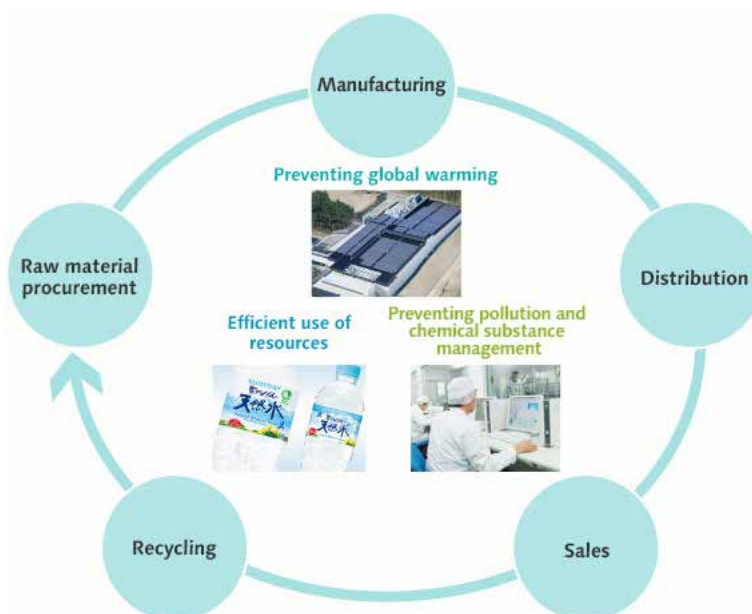 Manufacturing
Preventing global warming
Raw material
procurement
Distribution
Efficient use of
resources
Preventing pollution and
chemical substance
management
SUNTORY
天然水
天然水
Recycling
Sales